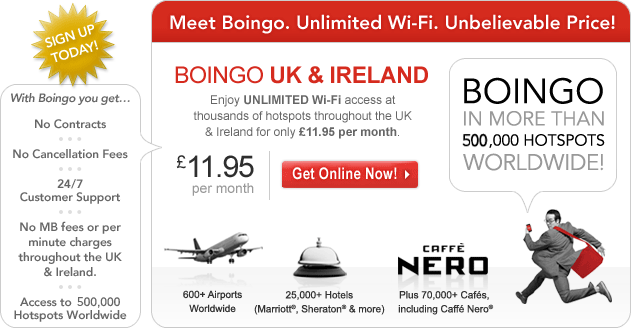 SIGN UP
TODAY!
With Boingo you get...
No Contracts
No Cancellation Fees
24/7
Customer Support
No MB fees or per
minute charges
throughout the UK
& Ireland.
Access to 500,000
Hotspots Worldwide
Meet Boingo. Unlimited Wi-Fi. Unbelievable Price!
BOINGO UK & IRELAND
Enjoy UNLIMITED Wi-Fi access at
thousands of hotspots throughout the UK
& Ireland for only £11.95 per month.
£11.95
per month
Get Online Now!
BOINGO
IN MORE THAN
500,000 HOTSPOTS
WORLDWIDE!
600+ Airports
Worldwide
25,000+ Hotels
(Marriott®, Sheraton® & more)
CAFFÈ
NERO
Plus 70,000+ Cafés,
including Caffé Nero®